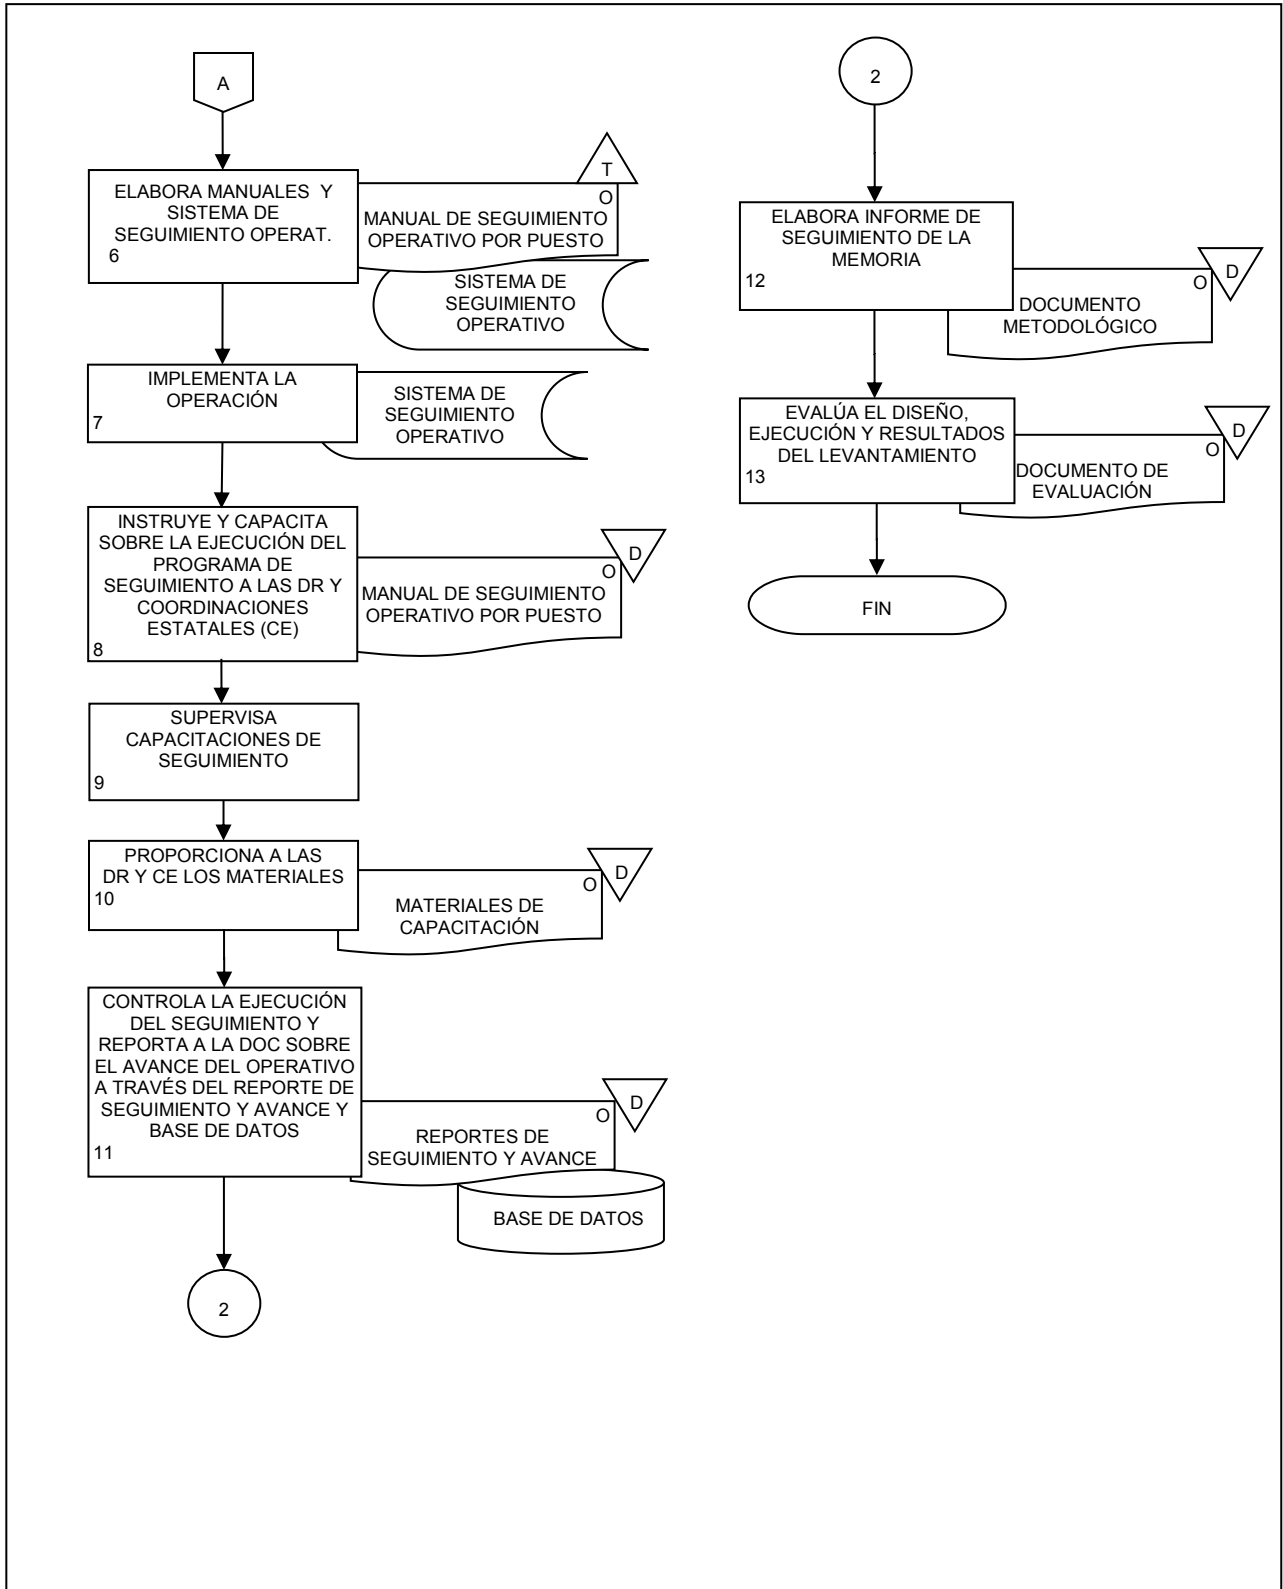 A
ELABORA MANUALES Y
SISTEMA DE
SEGUIMIENTO OPERAT.
6
T
O
MANUAL DE SEGUIMIENTO
OPERATIVO POR PUESTO
SISTEMA DE
SEGUIMIENTO
OPERATIVO
IMPLEMENTA LA
OPERACIÓN
7
SISTEMA DE
SEGUIMIENTO
OPERATIVO
INSTRUYE Y CAPACITA
SOBRE LA EJECUCIÓN DEL
PROGRAMA DE
SEGUIMIENTO A LAS DR Y
COORDINACIONES
ESTATALES (CE)
8
D
O
MANUAL DE SEGUIMIENTO
OPERATIVO POR PUESTO
SUPERVISA
CAPACITACIONES DE
SEGUIMIENTO
9
PROPORCIONA A LAS
DR Y CE LOS MATERIALES
10
D
O
MATERIALES DE
CAPACITACIÓN
CONTROLA LA EJECUCIÓN
DEL SEGUIMIENTO Y
REPORTA A LA DOC SOBRE
EL AVANCE DEL OPERATIVO
A TRAVÉS DEL REPORTE DE
SEGUIMIENTO Y AVANCE Y
BASE DE DATOS
11
D
O
REPORTES DE
SEGUIMIENTO Y AVANCE
BASE DE DATOS
2
2
ELABORA INFORME DE
SEGUIMIENTO DE LA
MEMORIA
12
D
O
DOCUMENTO
METODOLÓGICO
EVALÚA EL DISEÑO,
EJECUCIÓN Y RESULTADOS
DEL LEVANTAMIENTO
13
D
O
DOCUMENTO DE
EVALUACIÓN
FIN